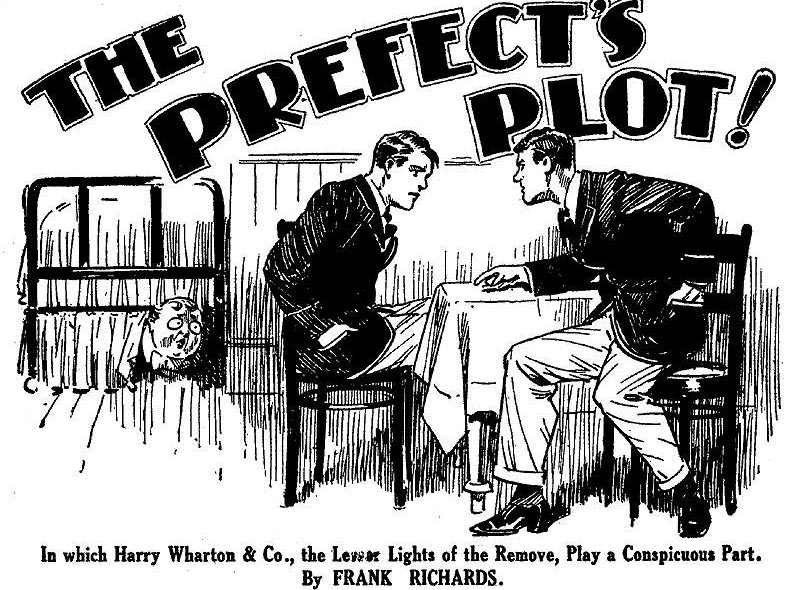 THE
PREFECT'S
PLOT!
In which Harry Wharton & Co., the Lesser Lights of the Remove, Play a Conspicuous Part.
By FRANK RICHARDS.